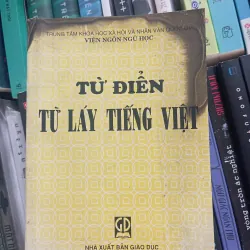 TRUNG TÂM KHOA HỌC XÃ HỘI VÀ NHÂN VĂN QUỐC
VIỆN NGÔN NGỮ HỌC
TỪ ĐIỂN
TỪ LÁY TIẾNG VIỆT
NHÀ XUẤT BẢN GIÁO DỤC